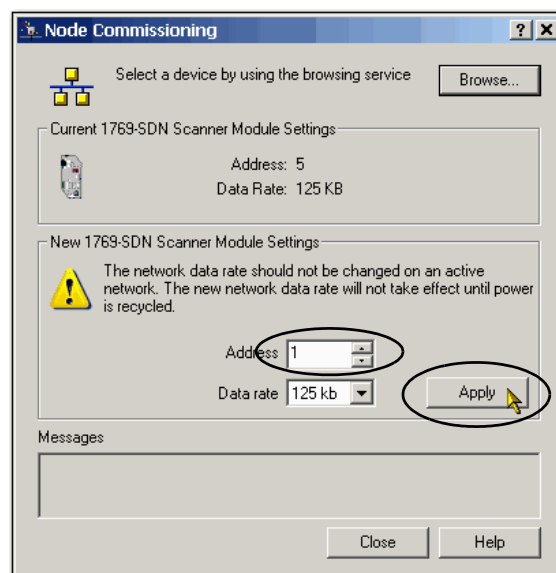 Node Commissioning
Select a device by using the browsing service
Browse...
Current 1769-SDN Scanner Module Settings
Address: 5
Data Rate: 125 KB
New 1769-SDN Scanner Module Settings
The network data rate should not be changed on an active
network. The new network data rate will not take effect until power
is recycled.
Address 1
Data rate 125 kb
Apply
Messages
Close
Help